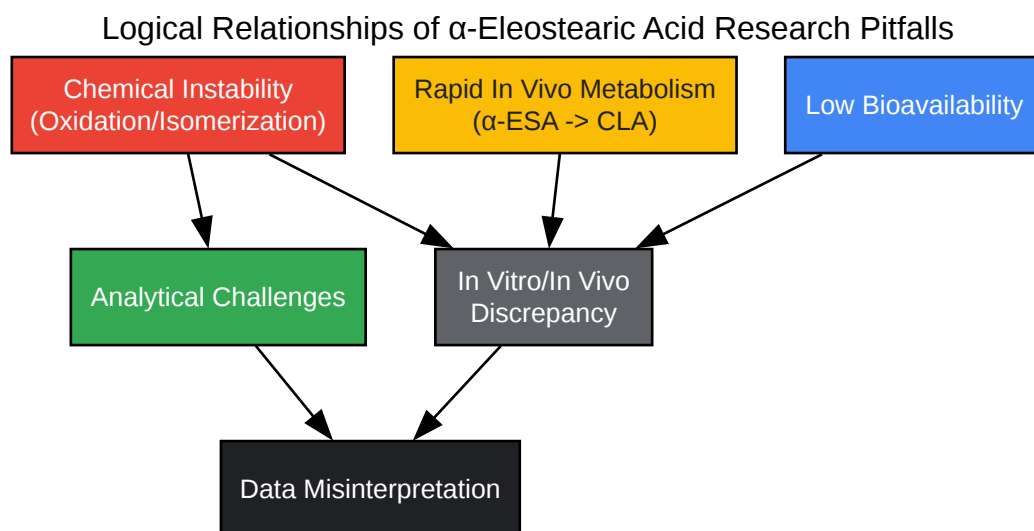 Logical Relationships of α-Eleostearic Acid Research Pitfalls
Chemical Instability
(Oxidation/Isomerization)
Rapid In Vivo Metabolism
(α-ESA -> CLA)
Low Bioavailability
Analytical Challenges
In Vitro/In Vivo
Discrepancy
Data Misinterpretation